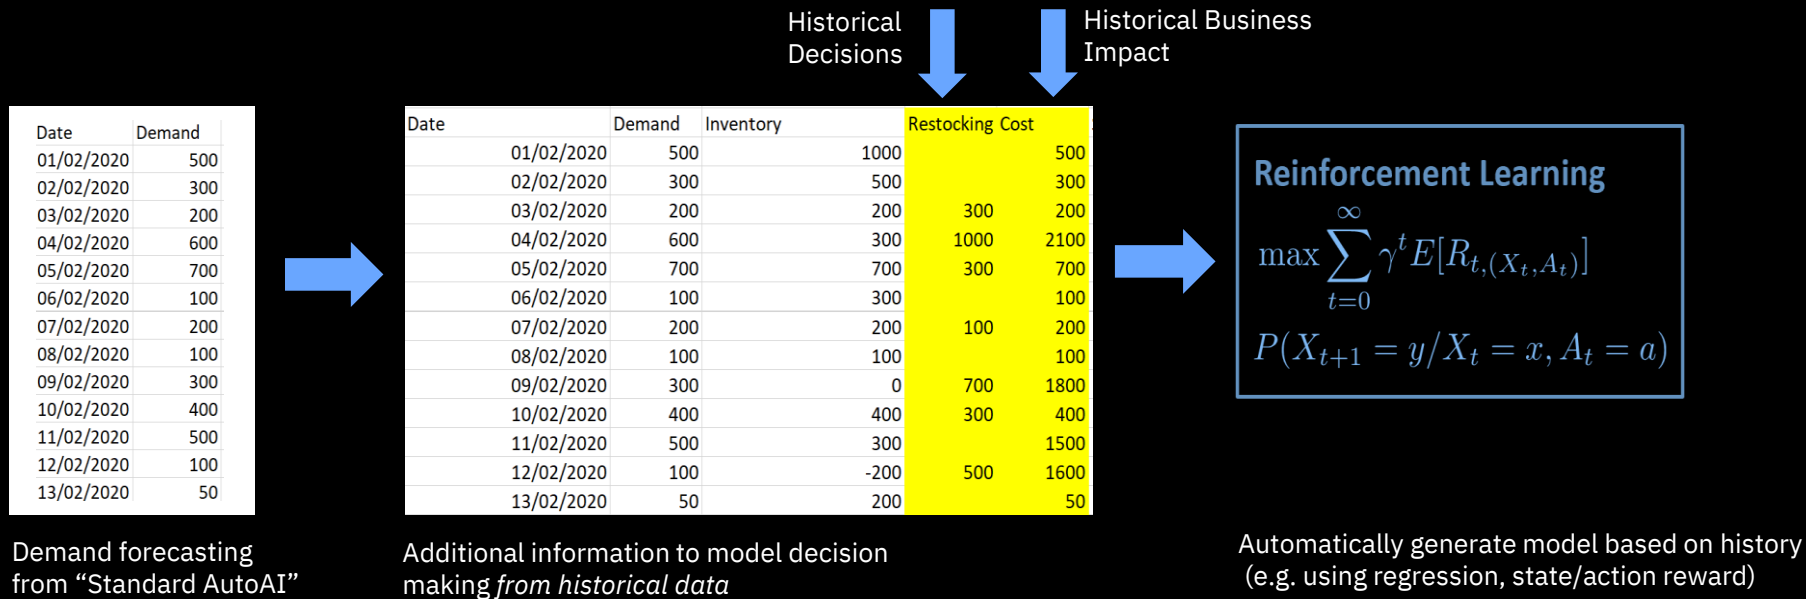 Historical
Decisions
Historical Business
Impact
Date Demand
01/02/2020 500
02/02/2020 300
03/02/2020 200
04/02/2020 600
05/02/2020 700
06/02/2020 100
07/02/2020 200
08/02/2020 100
09/02/2020 300
10/02/2020 400
11/02/2020 500
12/02/2020 100
13/02/2020 50
Date Demand Inventory Restocking Cost
01/02/2020 500 1000 500
02/02/2020 300 500 300
03/02/2020 200 200 300 200
04/02/2020 600 300 1000 2100
05/02/2020 700 700 300 700
06/02/2020 100 300 100
07/02/2020 200 200 100 200
08/02/2020 100 100 100
09/02/2020 300 0 700 1800
10/02/2020 400 400 300 400
11/02/2020 500 300 1500
12/02/2020 100 -200 500 1600
13/02/2020 50 200 50
Reinforcement Learning
max ∑_{t=0}^{∞} γ^t E[R_{t,(X_t,A_t)}]
P(X_{t+1} = y/X_t = x, A_t = a)
Demand forecasting
from “Standard AutoAI”
Additional information to model decision
making from historical data
Automatically generate model based on history
(e.g. using regression, state/action reward)